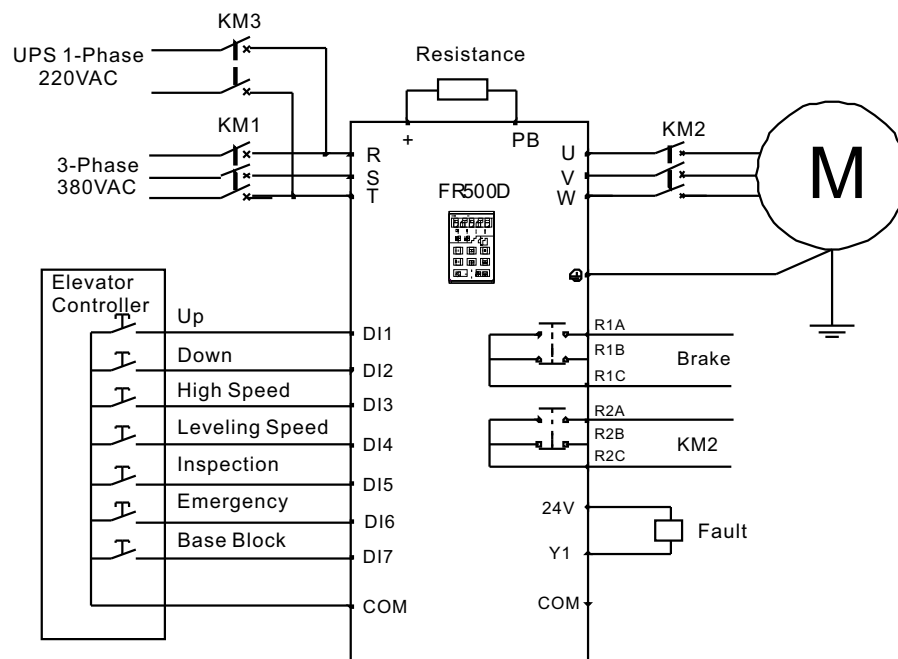 KM3
UPS 1-Phase
220VAC
Resistance
+
PB
KM1
3-Phase
380VAC
R
S
T
U
V
W
KM2
M
FR500D
Elevator
Controller
Up
DI1
Down
DI2
High Speed
DI3
Leveling Speed
DI4
Inspection
DI5
Emergency
DI6
Base Block
DI7
COM
R1A
R1B
R1C
Brake
R2A
R2B
R2C
KM2
24V
Y1
Fault
COM